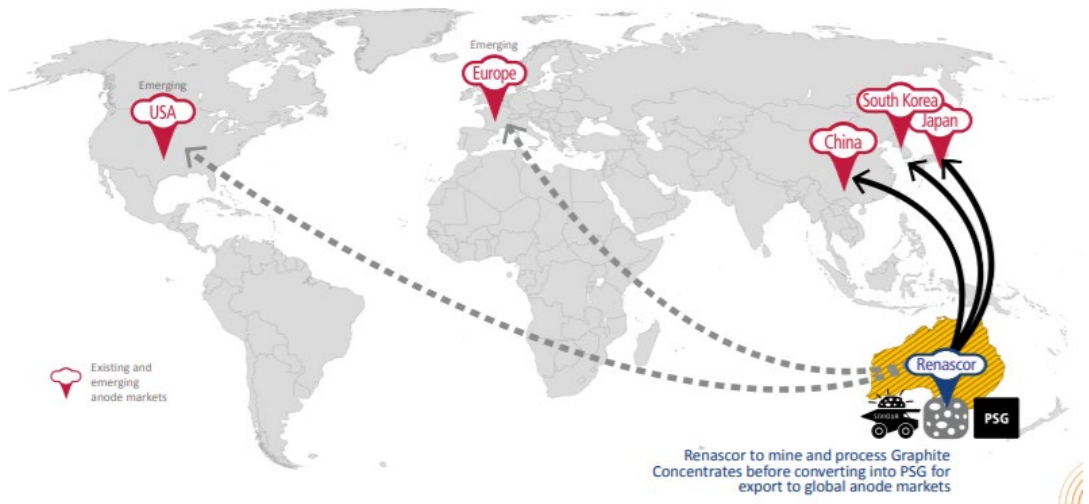 Emerging
Europe
Emerging
USA
South Korea
Japan
China
Existing and
emerging
anode markets
Renascor
SIVIOUR
PSG
Renascor to mine and process Graphite
Concentrates before converting into PSG for
export to global anode markets